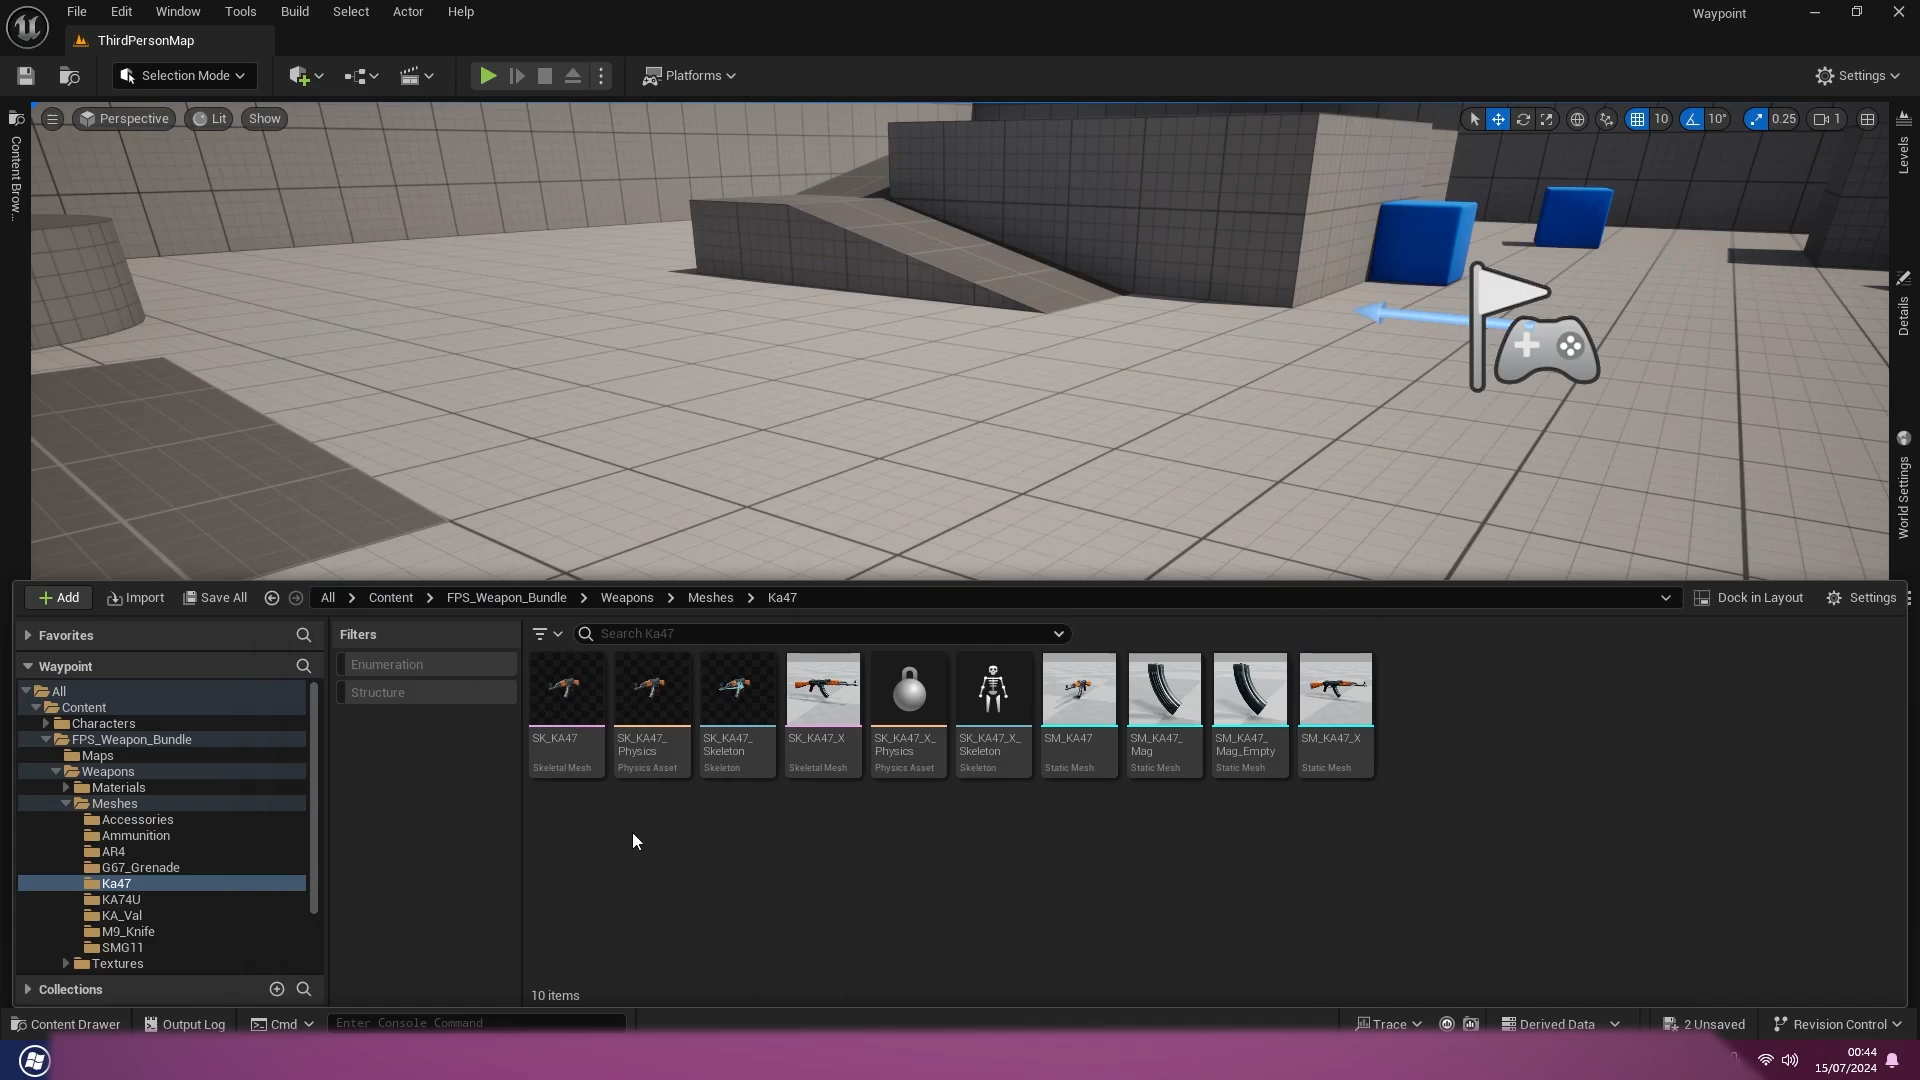 File Edit Window Tools Build Select Actor Help
Waypoint
ThirdPersonMap
Selection Mode
Platforms
Settings
Perspective Lit Show
10 10° 0.25 1
Content Brow...
Levels
Details
World Settings
Add Import Save All All Content FPS_Weapon_Bundle Weapons Meshes Ka47 Dock in Layout Settings
Favorites
Waypoint
All
Content
Characters
FPS_Weapon_Bundle
Maps
Weapons
Materials
Meshes
Accessories
Ammunition
AR4
G67_Grenade
Ka47
KA74U
KA_Val
M9_Knife
SMG11
Textures
Collections
Filters
Enumeration
Structure
Search Ka47
SK_KA47
Skeletal Mesh
SK_KA47_
Physics
Physics Asset
SK_KA47_
Skeleton
Skeleton
SK_KA47_X
Skeletal Mesh
SK_KA47_X_
Physics
Physics Asset
SK_KA47_X_
Skeleton
Skeleton
SM_KA47
Static Mesh
SM_KA47_
Mag
Static Mesh
SM_KA47_
Mag_Empty
Static Mesh
SM_KA47_X
Static Mesh
10 items
Content Drawer Output Log Cmd Enter Console Command Trace Derived Data 2 Unsaved Revision Control
00:44
15/07/2024